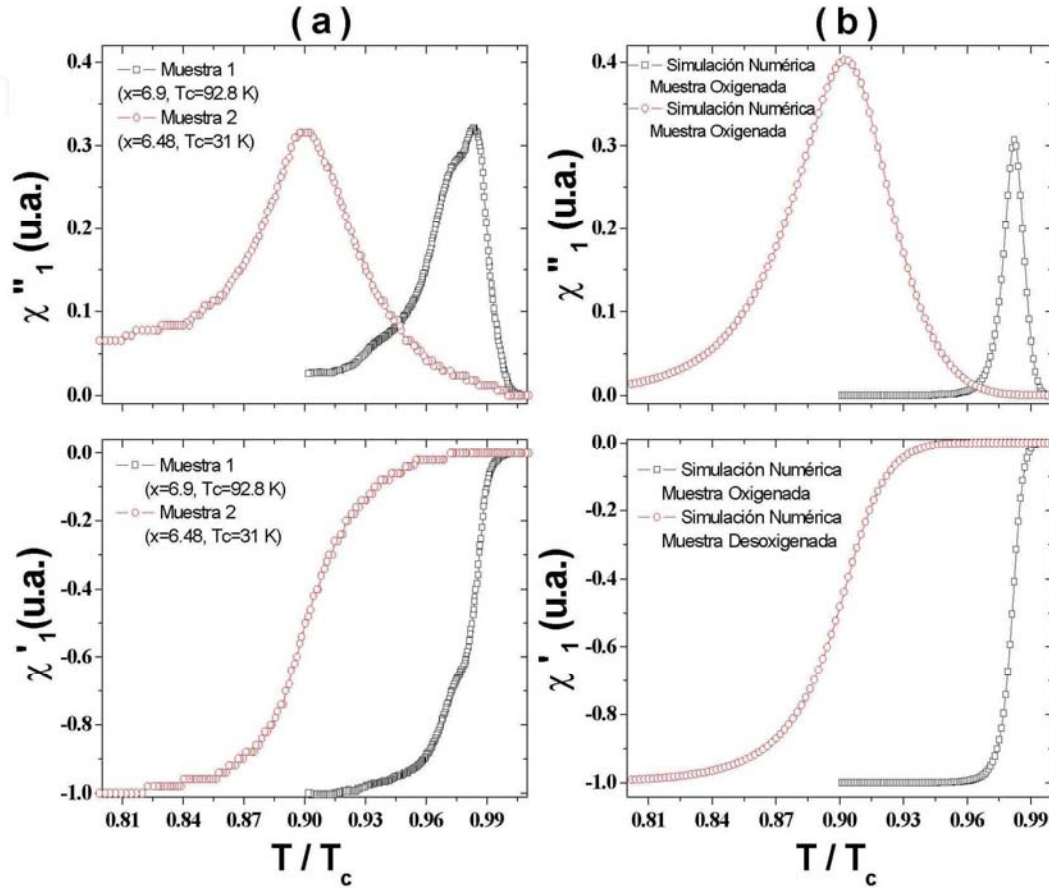 ( a )
0.4
0.3
0.2
0.1
0.0
χ"1 (u.a.)
Muestra 1
(x=6.9, Tc=92.8 K)
Muestra 2
(x=6.48, Tc=31 K)
( b )
0.4
0.3
0.2
0.1
0.0
χ"1 (u.a.)
Simulación Numérica
Muestra Oxigenada
Simulación Numérica
Muestra Oxigenada
0.0
-0.2
-0.4
-0.6
-0.8
-1.0
χ'1(u.a.)
Muestra 1
(x=6.9, Tc=92.8 K)
Muestra 2
(x=6.48, Tc=31 K)
0.81 0.84 0.90 0.93 0.96 0.99
T / Tc
0.0
-0.2
-0.4
-0.6
-0.8
-1.0
χ'1 (u.a.)
Simulación Numérica
Muestra Oxigenada
Simulación Numérica
Muestra Desoxigenada
0.81 0.84 0.90 0.93 0.96 0.99
T / Tc